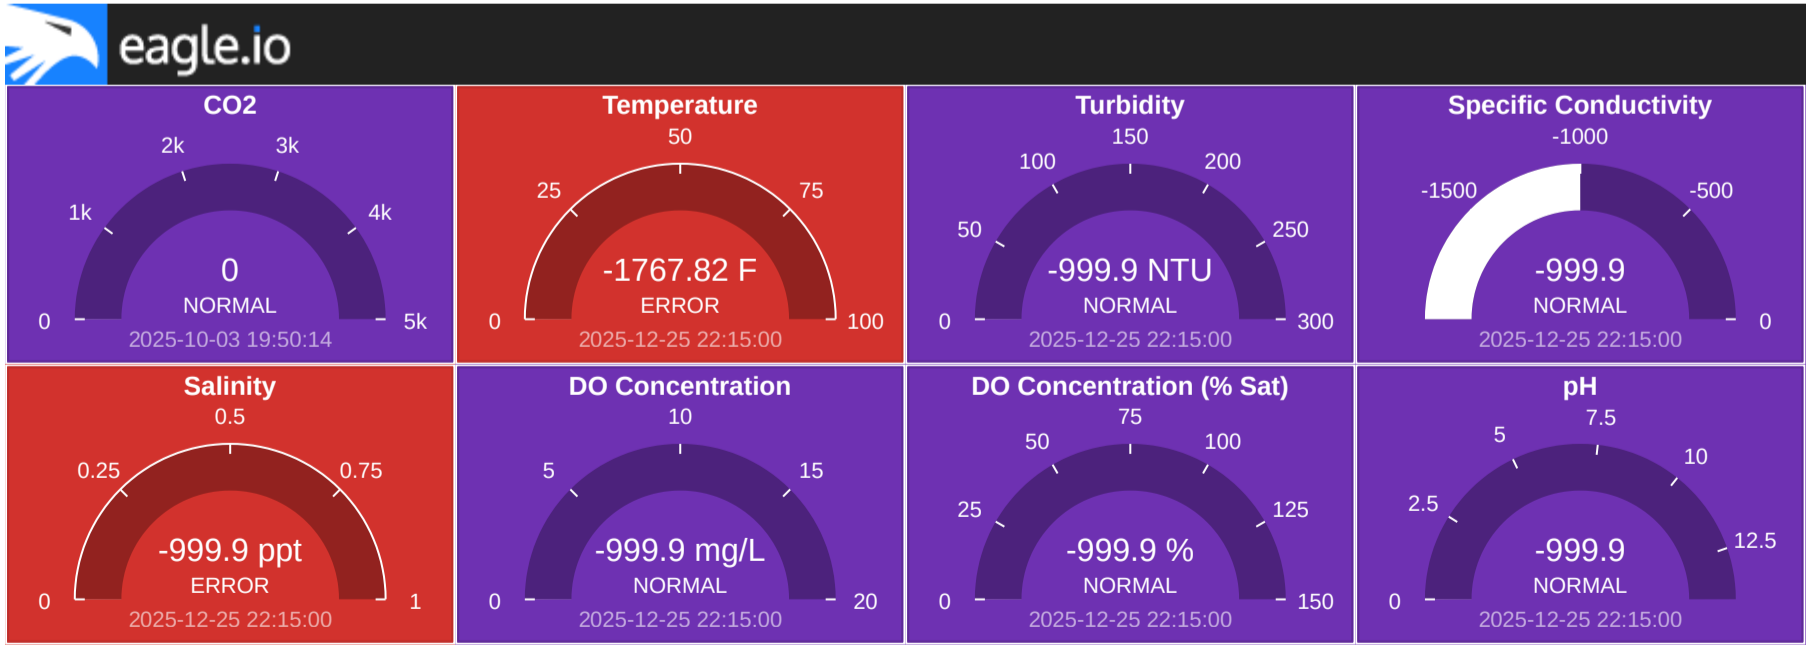 eagle.io
CO2
0
1k
2k
3k
4k
5k
0
NORMAL
2025-10-03 19:50:14
Temperature
0
25
50
75
100
-1767.82 F
ERROR
2025-12-25 22:15:00
Turbidity
0
50
100
150
200
250
300
-999.9 NTU
NORMAL
2025-12-25 22:15:00
Specific Conductivity
-1500
-1000
-500
0
-999.9
NORMAL
2025-12-25 22:15:00
Salinity
0
0.25
0.5
0.75
1
-999.9 ppt
ERROR
2025-12-25 22:15:00
DO Concentration
0
5
10
15
20
-999.9 mg/L
NORMAL
2025-12-25 22:15:00
DO Concentration (% Sat)
0
25
50
75
100
125
150
-999.9 %
NORMAL
2025-12-25 22:15:00
pH
0
2.5
5
7.5
10
12.5
-999.9
NORMAL
2025-12-25 22:15:00